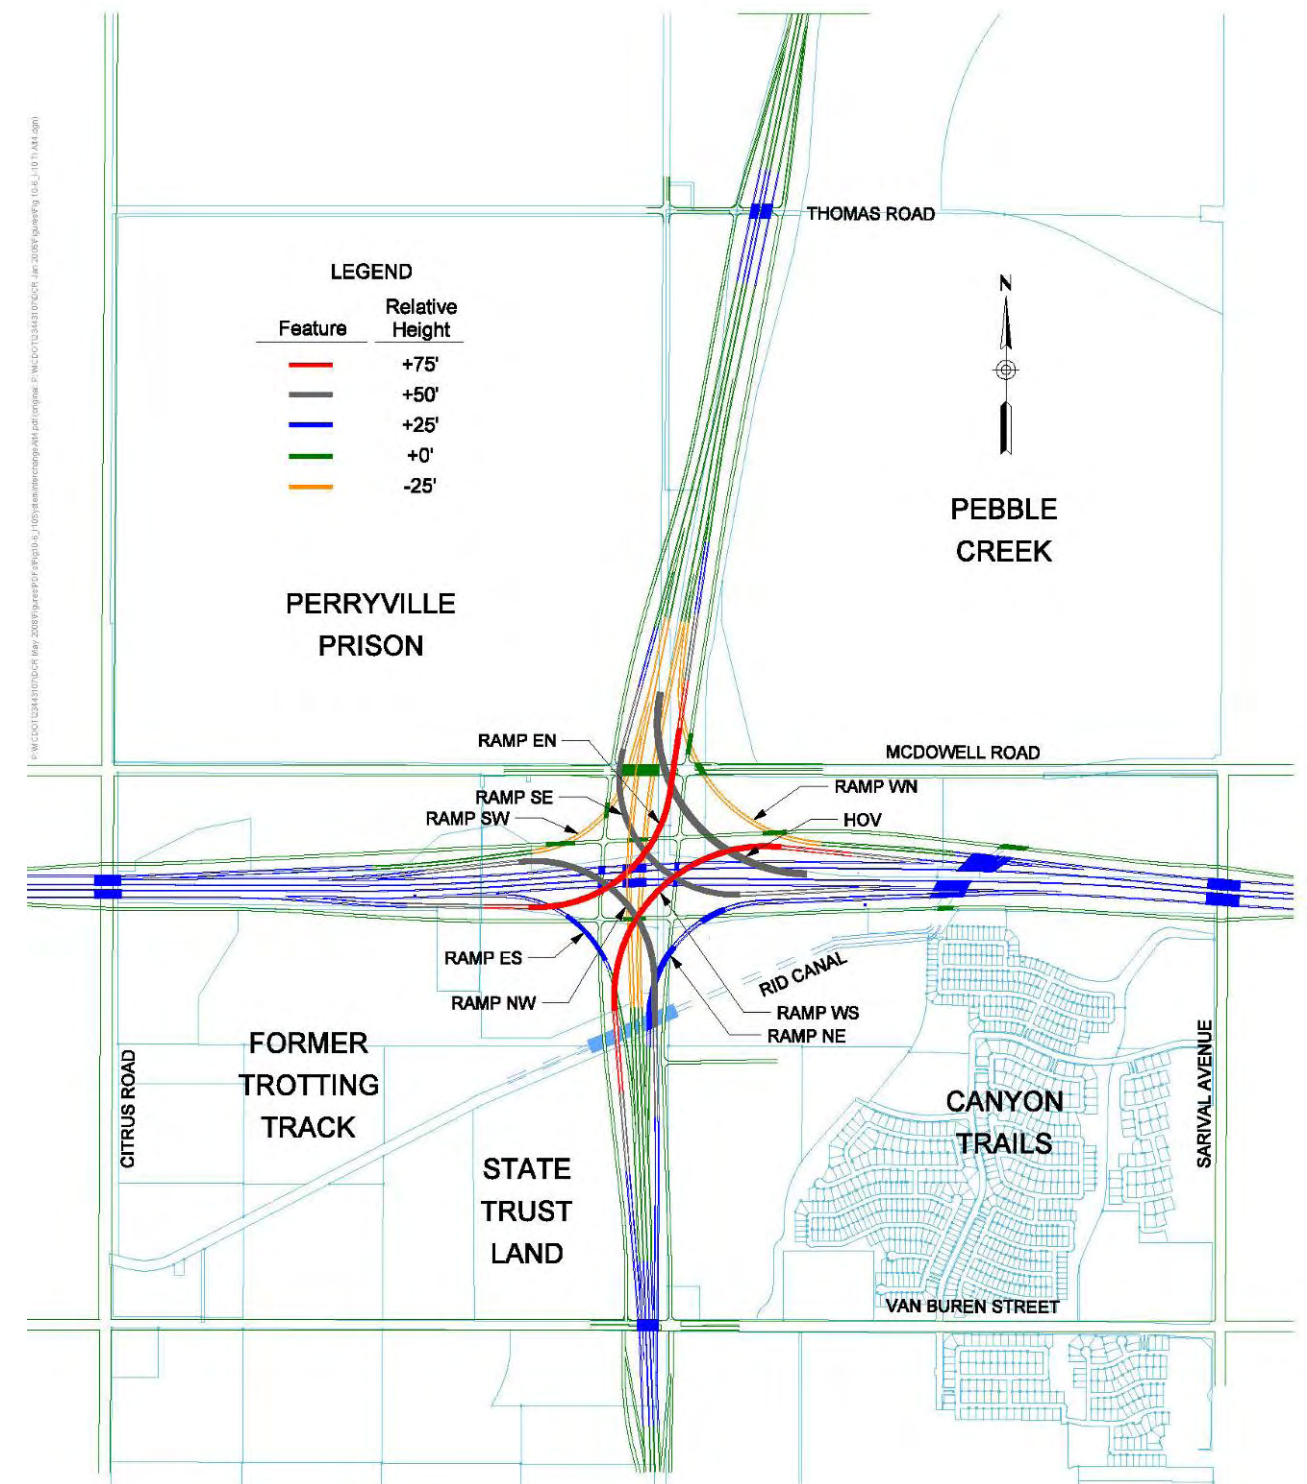 THOMAS ROAD
LEGEND
Feature
Relative
Height
+75'
+50'
+25'
+0'
-25'
N
PEBBLE
CREEK
PERRYVILLE
PRISON
RAMP EN
MCDOWELL ROAD
RAMP SE
RAMP WN
RAMP SW
HOV
RAMP ES
RID CANAL
RAMP NW
RAMP WS
RAMP NE
FORMER
TROTTING
TRACK
CITRUS ROAD
CANYON
TRAILS
SARIVAL AVENUE
STATE
TRUST
LAND
VAN BUREN STREET